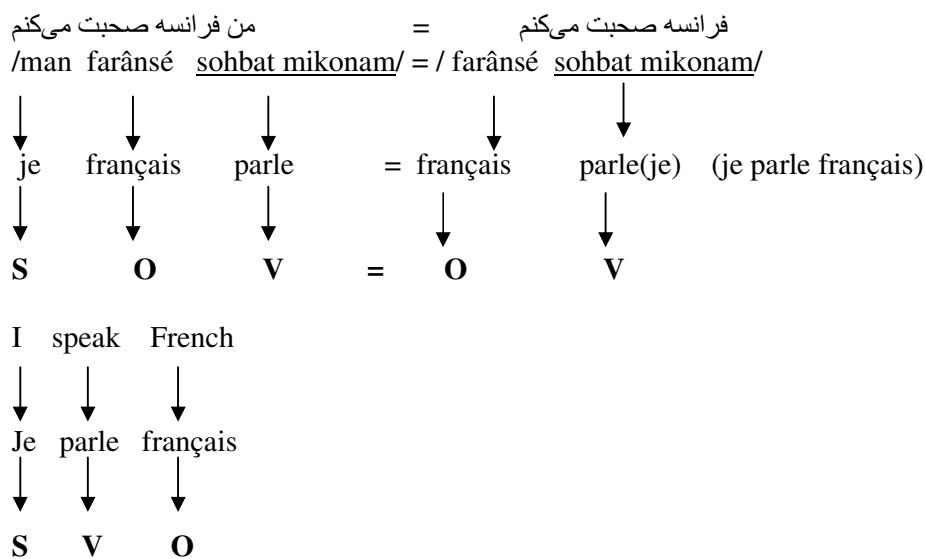 من فرانسه صحبت می‌کنم = فرانسه صحبت می‌کنم
/man farânsé sohbat mikonam/ = / farânsé sohbat mikonam/
je français parle = français parle(je) (je parle français)
S O V = O V
I speak French
Je parle français
S V O